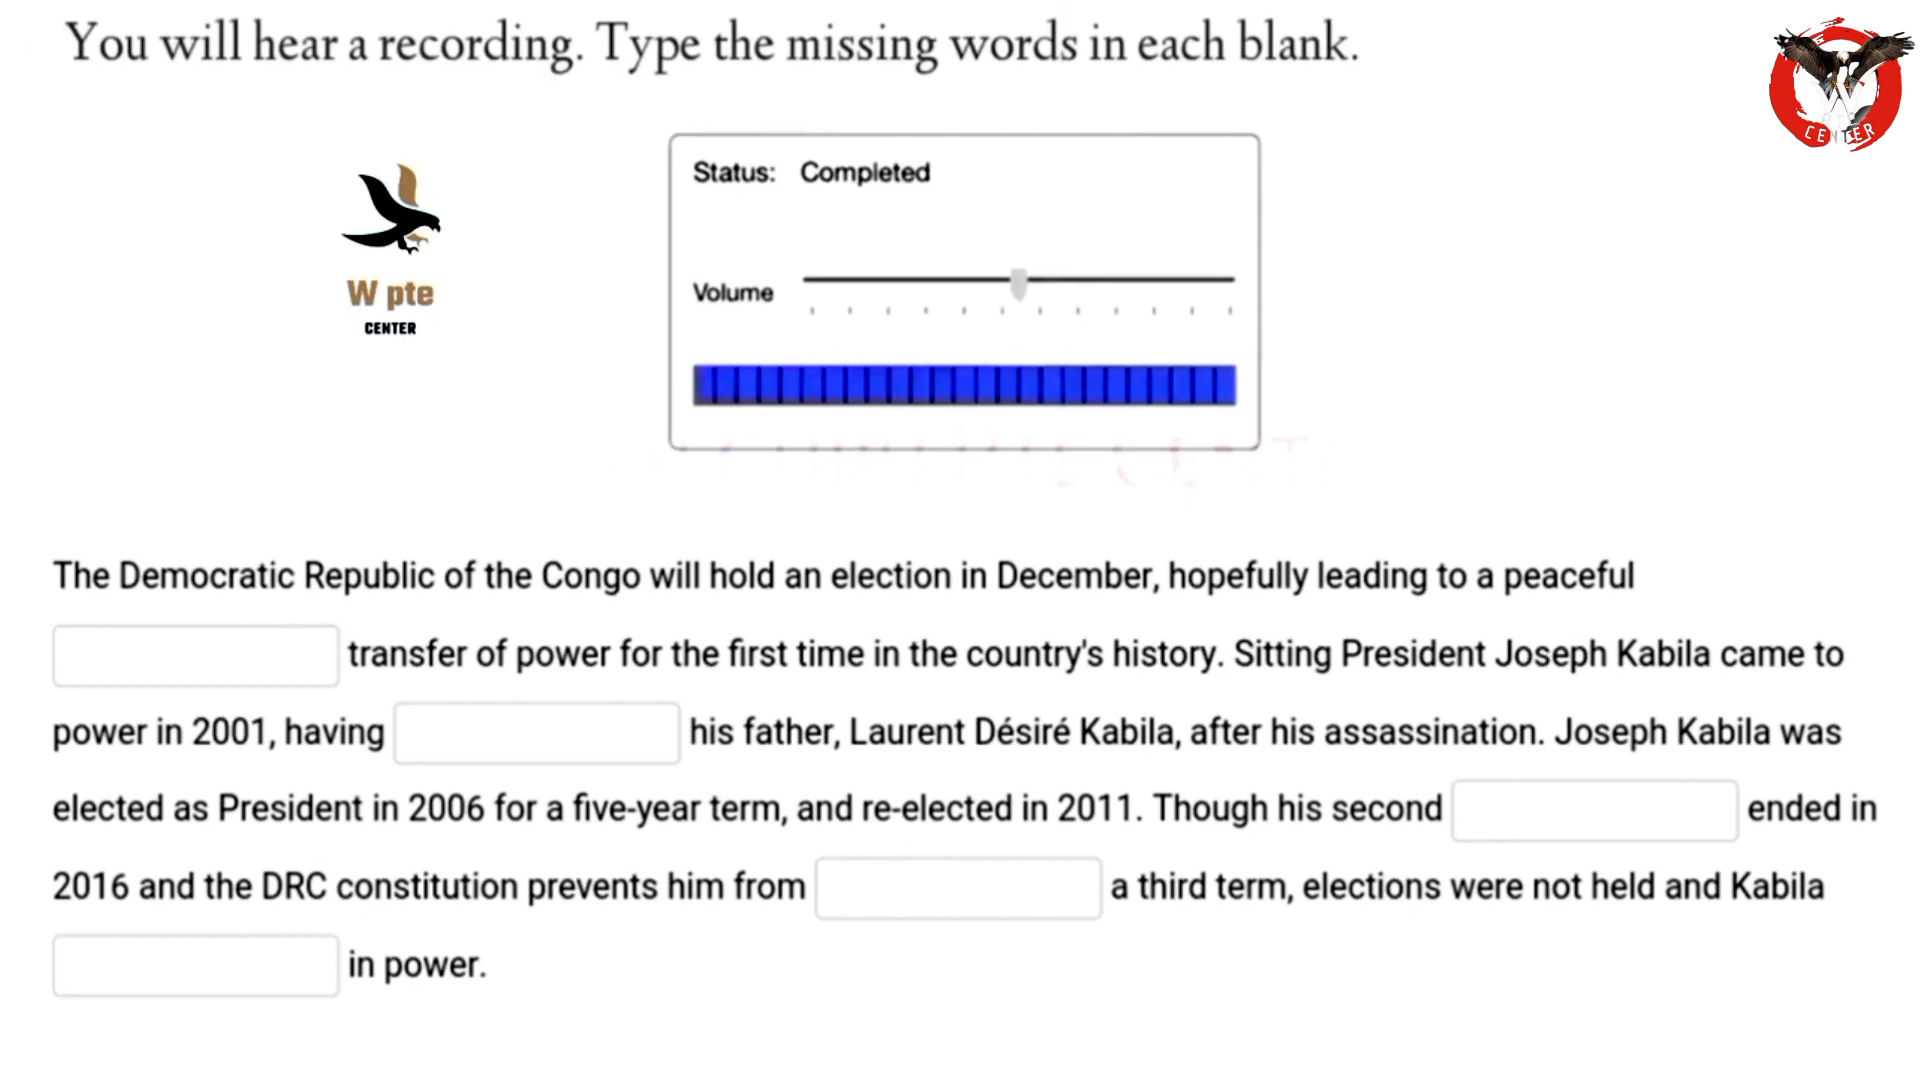 You will hear a recording. Type the missing words in each blank.
CENTER
Status: Completed
W pte
CENTER
Volume
The Democratic Republic of the Congo will hold an election in December, hopefully leading to a peaceful
transfer of power for the first time in the country's history. Sitting President Joseph Kabila came to
power in 2001, having his father, Laurent Désiré Kabila, after his assassination. Joseph Kabila was
elected as President in 2006 for a five-year term, and re-elected in 2011. Though his second ended in
2016 and the DRC constitution prevents him from a third term, elections were not held and Kabila
in power.